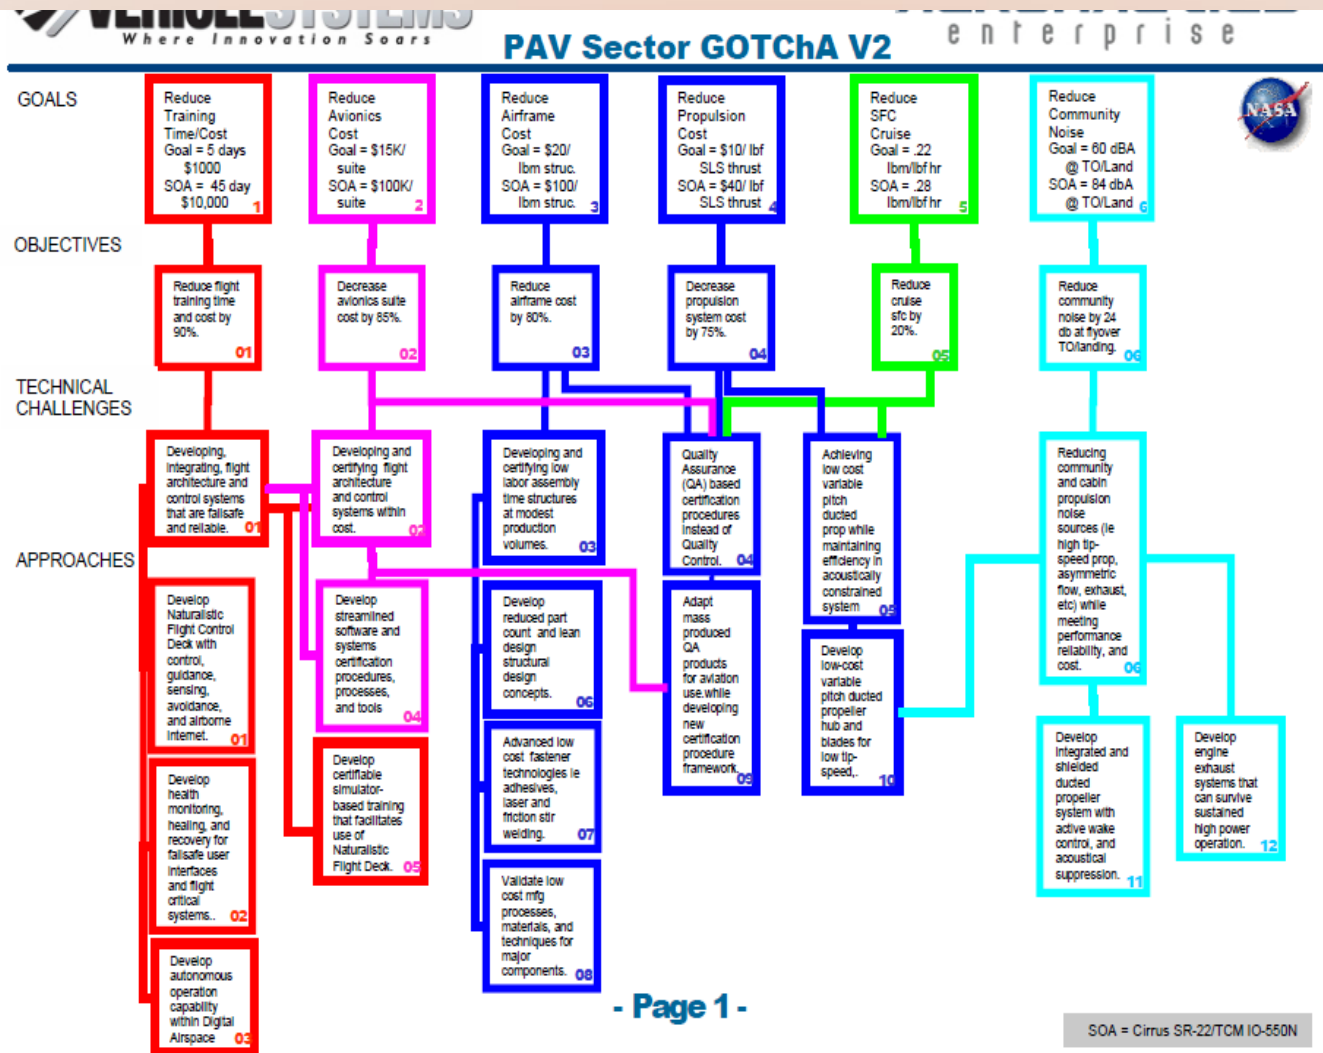 VEHICLE SYSTEMS
Where Innovation Soars
enterprise
PAV Sector GOTChA V2
NASA
GOALS
Reduce
Training
Time/Cost
Goal = 5 days
$1000
SOA = 45 day
$10,000
1
Reduce
Avionics
Cost
Goal = $15K/
suite
SOA = $100K/
suite
2
Reduce
Airframe
Cost
Goal = $20/
lbm struc.
SOA = $100/
lbm struc.
3
Reduce
Propulsion
Cost
Goal = $10/ lbf
SLS thrust
SOA = $40/ lbf
SLS thrust
4
Reduce
SFC
Cruise
Goal = .22
lbm/lbf hr
SOA = .28
lbm/lbf hr
5
Reduce
Community
Noise
Goal = 60 dBA
@ TO/Land
SOA = 84 dbA
@ TO/Land
6
OBJECTIVES
Reduce flight
training time
and cost by
90%.
01
Decrease
avionics suite
cost by 85%.
02
Reduce
airframe cost
by 80%.
03
Decrease
propulsion
system cost
by 75%.
04
Reduce
cruise
sfc by
20%.
05
Reduce
community
noise by 24
db at flyover
TO/landing.
06
TECHNICAL
CHALLENGES
Developing,
integrating, flight
architecture and
control systems
that are failsafe
and reliable.
01
Developing and
certifying flight
architecture
and control
systems within
cost.
02
Developing and
certifying low
labor assembly
time structures
at modest
production
volumes.
03
Quality
Assurance
(QA) based
certification
procedures
instead of
Quality
Control.
04
Achieving
low cost
variable
pitch
ducted
prop while
maintaining
efficiency in
acoustically
constrained
system
05
Reducing
community
and cabin
propulsion
noise
sources (ie
high tip-
speed prop,
asymmetric
flow, exhaust,
etc) while
meeting
performance
reliability, and
cost.
06
APPROACHES
Develop
Naturalistic
Flight Control
Deck with
control,
guidance,
sensing,
avoidance,
and airborne
internet.
01
Develop
health
monitoring,
healing, and
recovery for
failsafe user
interfaces
and flight
critical
systems..
02
Develop
autonomous
operation
capability
within Digital
Airspace
03
Develop
streamlined
software and
systems
certification
procedures,
processes,
and tools
04
Develop
certifiable
simulator-
based training
that facilitates
use of
Naturalistic
Flight Deck.
05
Develop
reduced part
count and lean
design
structural
design
concepts.
06
Advanced low
cost fastener
technologies ie
adhesives,
laser and
friction stir
welding.
07
Validate low
cost mfg
processes,
materials, and
techniques for
major
components.
08
Adapt
mass
produced
QA
products
for aviation
use.while
developing
new
certification
procedure
framework.
09
Develop
low-cost
variable
pitch ducted
propeller
hub and
blades for
low tip-
speed,.
10
Develop
integrated and
shielded
ducted
propeller
system with
active wake
control, and
acoustical
suppression.
11
Develop
engine
exhaust
systems that
can survive
sustained
high power
operation.
12
- Page 1 -
SOA = Cirrus SR-22/TCM IO-550N